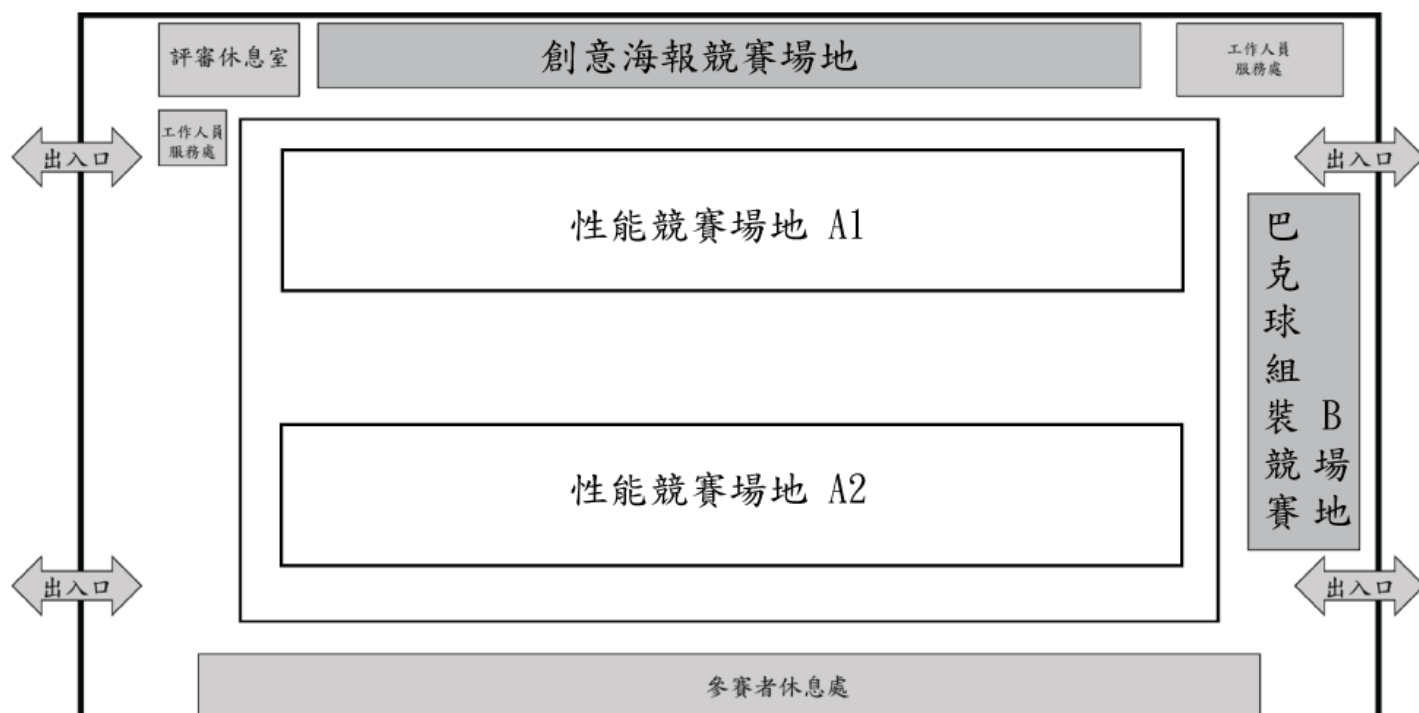 評審休息室
創意海報競賽場地
工作人員
服務處
工作人員
服務處
出入口
出入口
性能競賽場地 A1
巴克球組裝競賽
B場地
性能競賽場地 A2
出入口
出入口
參賽者休息處